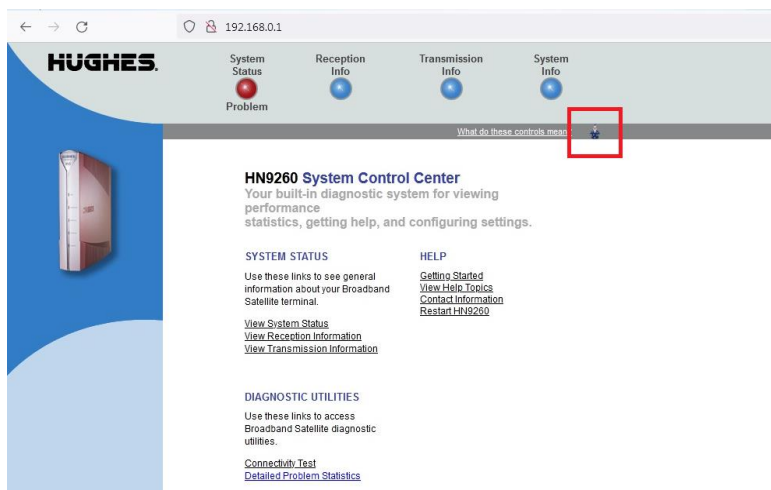 192.168.0.1
HUGHES.
System Status
Problem
Reception Info
Transmission Info
System Info
What do these controls mean?
HN9260 System Control Center
Your built-in diagnostic system for viewing
performance
statistics, getting help, and configuring settings.
SYSTEM STATUS
Use these links to see general
information about your Broadband
Satellite terminal.
View System Status
View Reception Information
View Transmission Information
HELP
Getting Started
View Help Topics
Contact Information
Restart HN9260
DIAGNOSTIC UTILITIES
Use these links to access
Broadband Satellite diagnostic
utilities.
Connectivity Test
Detailed Problem Statistics